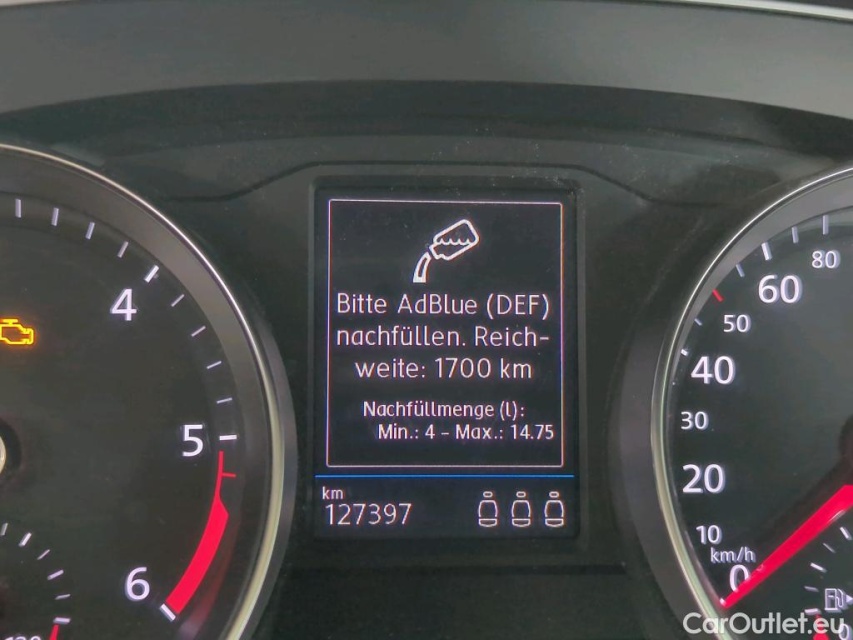 Bitte AdBlue (DEF)
nachfüllen. Reich-
weite: 1700 km
Nachfüllmenge (l):
Min.: 4 – Max.: 14.75
km
127397
4
5
6
80
60
50
40
30
20
10
km/h
0
CarOutlet.eu